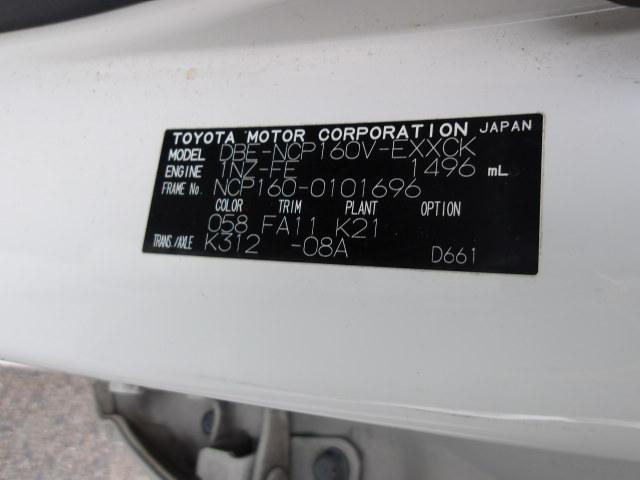 TOYOTA MOTOR CORPORATION JAPAN
MODEL DBE-NCP160V-EXXCK
ENGINE 1NZ-FE 1496 mL
FRAME No. NCP160-0101696
COLOR TRIM PLANT OPTION
058 FA11 K21
TRANS./AXLE K312 -08A D661